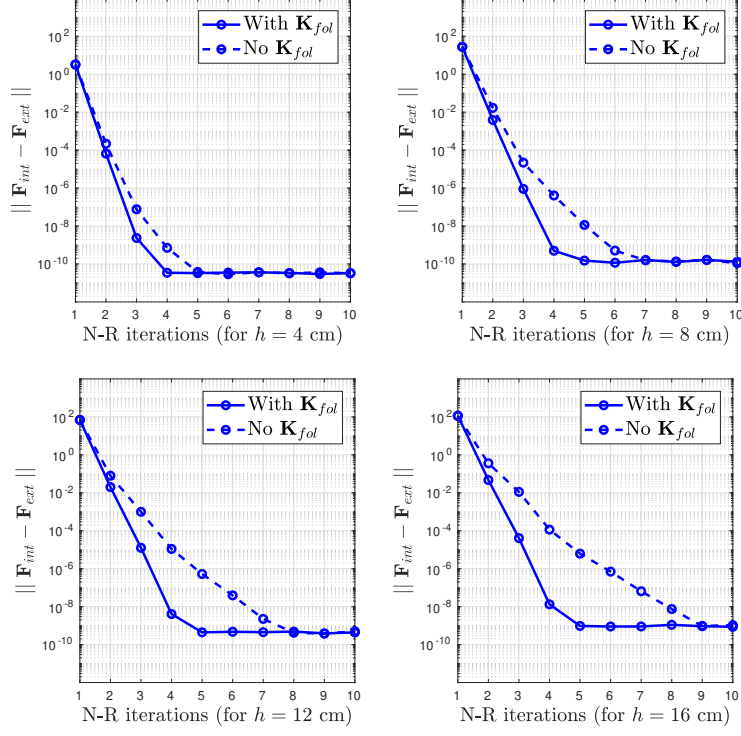 || F_int − F_ext ||
10^2
10^0
10^-2
10^-4
10^-6
10^-8
10^-10
With K_fol
No K_fol
1 2 3 4 5 6 7 8 9 10
N-R iterations (for h = 4 cm)
|| F_int − F_ext ||
10^2
10^0
10^-2
10^-4
10^-6
10^-8
10^-10
With K_fol
No K_fol
1 2 3 4 5 6 7 8 9 10
N-R iterations (for h = 8 cm)
|| F_int − F_ext ||
10^2
10^0
10^-2
10^-4
10^-6
10^-8
10^-10
With K_fol
No K_fol
1 2 3 4 5 6 7 8 9 10
N-R iterations (for h = 12 cm)
|| F_int − F_ext ||
10^2
10^0
10^-2
10^-4
10^-6
10^-8
10^-10
With K_fol
No K_fol
1 2 3 4 5 6 7 8 9 10
N-R iterations (for h = 16 cm)